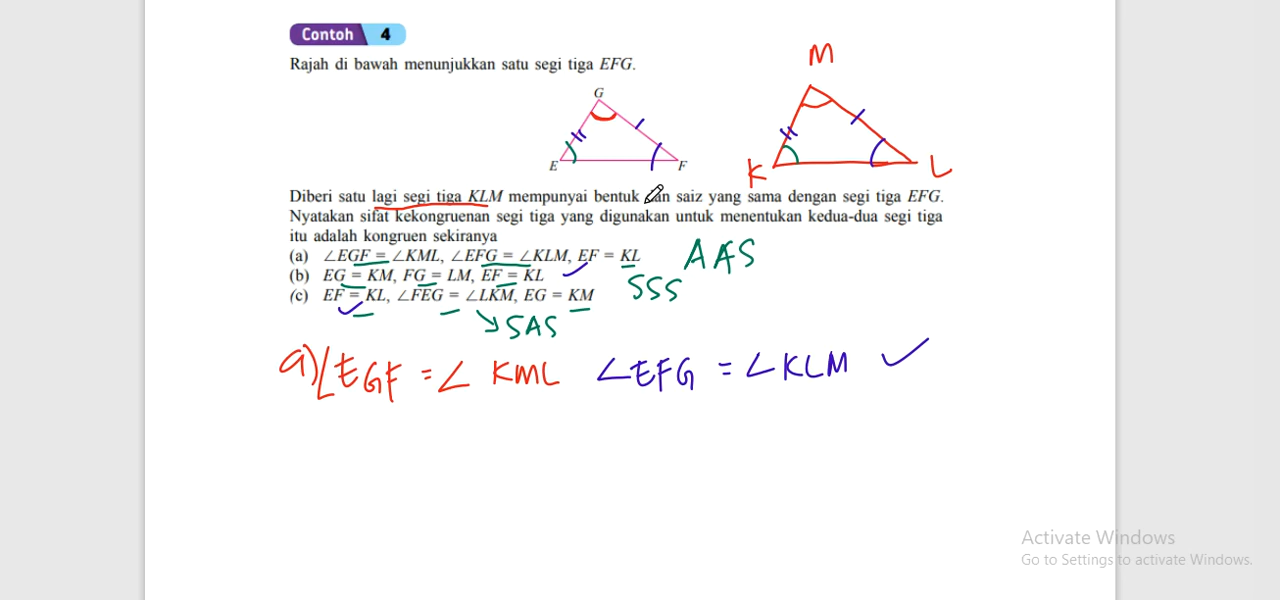 Contoh 4
Rajah di bawah menunjukkan satu segi tiga EFG.
M
G
E
F
K
L
Diberi satu lagi segi tiga KLM mempunyai bentuk dan saiz yang sama dengan segi tiga EFG.
Nyatakan sifat kekongruenan segi tiga yang digunakan untuk menentukan kedua-dua segi tiga
itu adalah kongruen sekiranya
(a) ∠EGF = ∠KML, ∠EFG = ∠KLM, EF = KL AAS
(b) EG = KM, FG = LM, EF = KL ✓ SSS
(c) EF = KL, ∠FEG = ∠LKM, EG = KM
✓ ↘ SAS
a) ∠EGF = ∠KML ∠EFG = ∠KLM ✓
Activate Windows
Go to Settings to activate Windows.